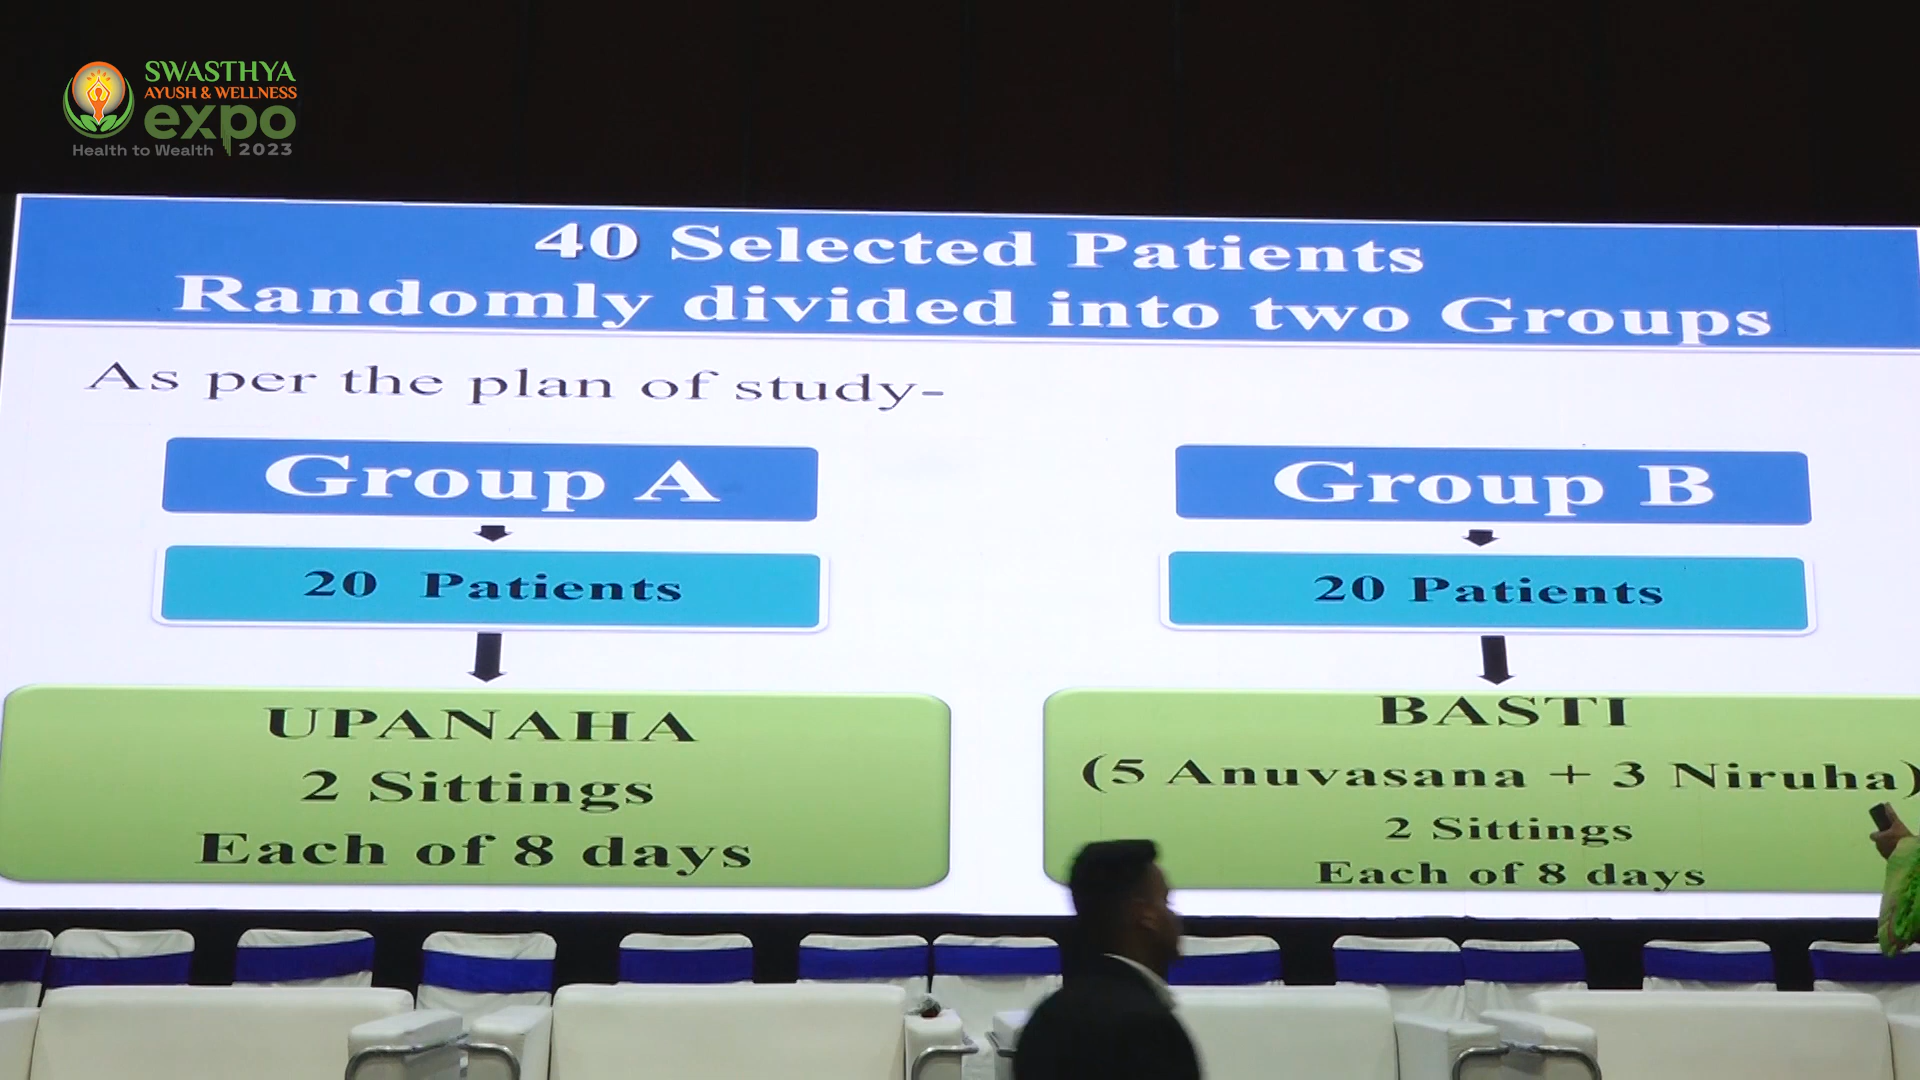 SWASTHYA
AYUSH & WELLNESS
expo
Health to Wealth 2023
40 Selected Patients
Randomly divided into two Groups
As per the plan of study-
Group A
Group B
20 Patients
20 Patients
UPANAHA
2 Sittings
Each of 8 days
BASTI
(5 Anuvasana + 3 Niruha)
2 Sittings
Each of 8 days